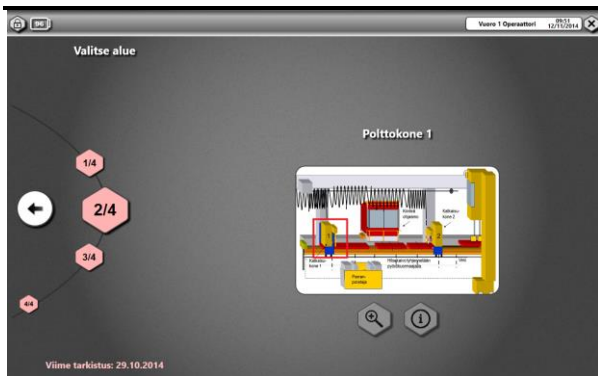 Vuoro 1 Operaattori
09:51
12/11/2014
Valitse alue
Polttokone 1
1/4
2/4
3/4
4/4
Viime tarkistus: 29.10.2014